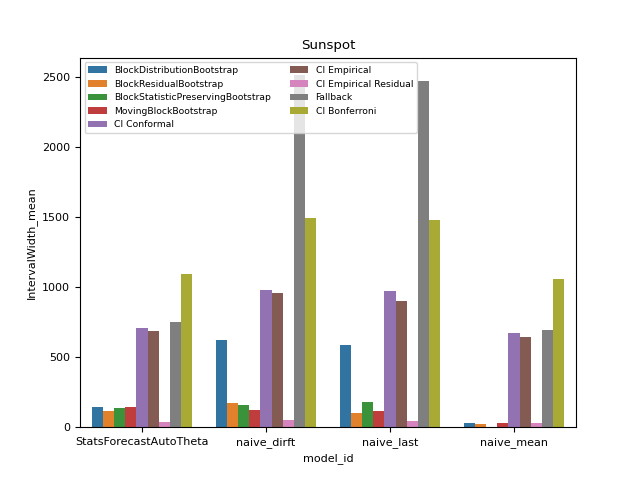 Sunspot
BlockDistributionBootstrap
BlockResidualBootstrap
BlockStatisticPreservingBootstrap
MovingBlockBootstrap
CI Conformal
CI Empirical
CI Empirical Residual
Fallback
CI Bonferroni
IntervalWidth_mean
2500
2000
1500
1000
500
0
StatsForecastAutoTheta
naive_dirft
naive_last
naive_mean
model_id